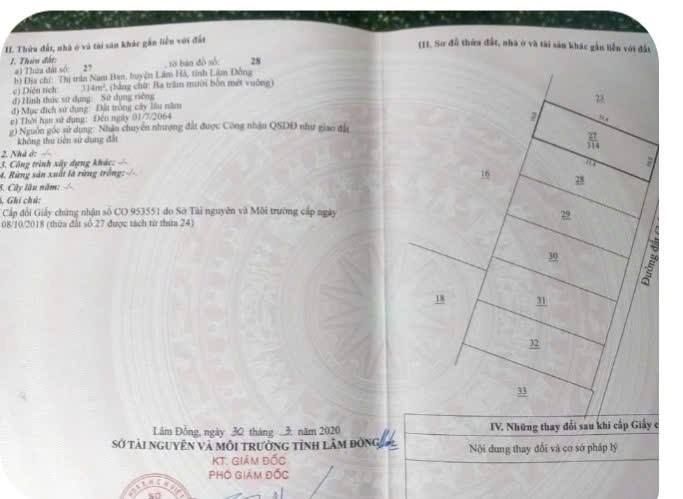 II. Thửa đất, nhà ở và tài sản khác gắn liền với đất
1. Thửa đất:
a) Thửa đất số: 27 , tờ bản đồ số: 28
b) Địa chỉ: Thị trấn Nam Ban, huyện Lâm Hà, tỉnh Lâm Đồng
c) Diện tích: 314m², (bằng chữ: Ba trăm mười bốn mét vuông)
d) Hình thức sử dụng: Sử dụng riêng
đ) Mục đích sử dụng: Đất trồng cây lâu năm
e) Thời hạn sử dụng: Đến ngày 01/7/2064
g) Nguồn gốc sử dụng: Nhận chuyển nhượng đất được Công nhận QSDĐ như giao đất
không thu tiền sử dụng đất
2. Nhà ở: -/-
3. Công trình xây dựng khác: -/-
4. Rừng sản xuất là rừng trồng: -/-
5. Cây lâu năm: -/-
6. Ghi chú:
Cấp đổi Giấy chứng nhận số CO 953551 do Sở Tài nguyên và Môi trường cấp ngày
08/10/2018 (thửa đất số 27 được tách từ thửa 24)
Lâm Đồng, ngày 30 tháng 3 năm 2020
SỞ TÀI NGUYÊN VÀ MÔI TRƯỜNG TỈNH LÂM ĐỒNG
KT. GIÁM ĐỐC
PHÓ GIÁM ĐỐC
SỞ
III. Sơ đồ thửa đất, nhà ở và tài sản khác gắn liền với đất
23
31,4
27
314
31,4
16
28
29
30
18
31
32
33
Đường đất
IV. Những thay đổi sau khi cấp Giấy c
Nội dung thay đổi và cơ sở pháp lý